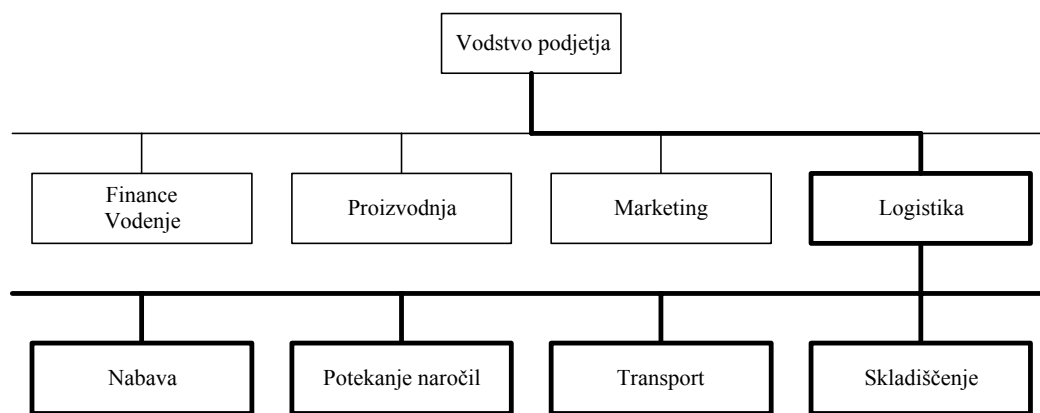 Vodstvo podjetja
Finance
Vodenje
Proizvodnja
Marketing
Logistika
Nabava
Potekanje naročil
Transport
Skladiščenje